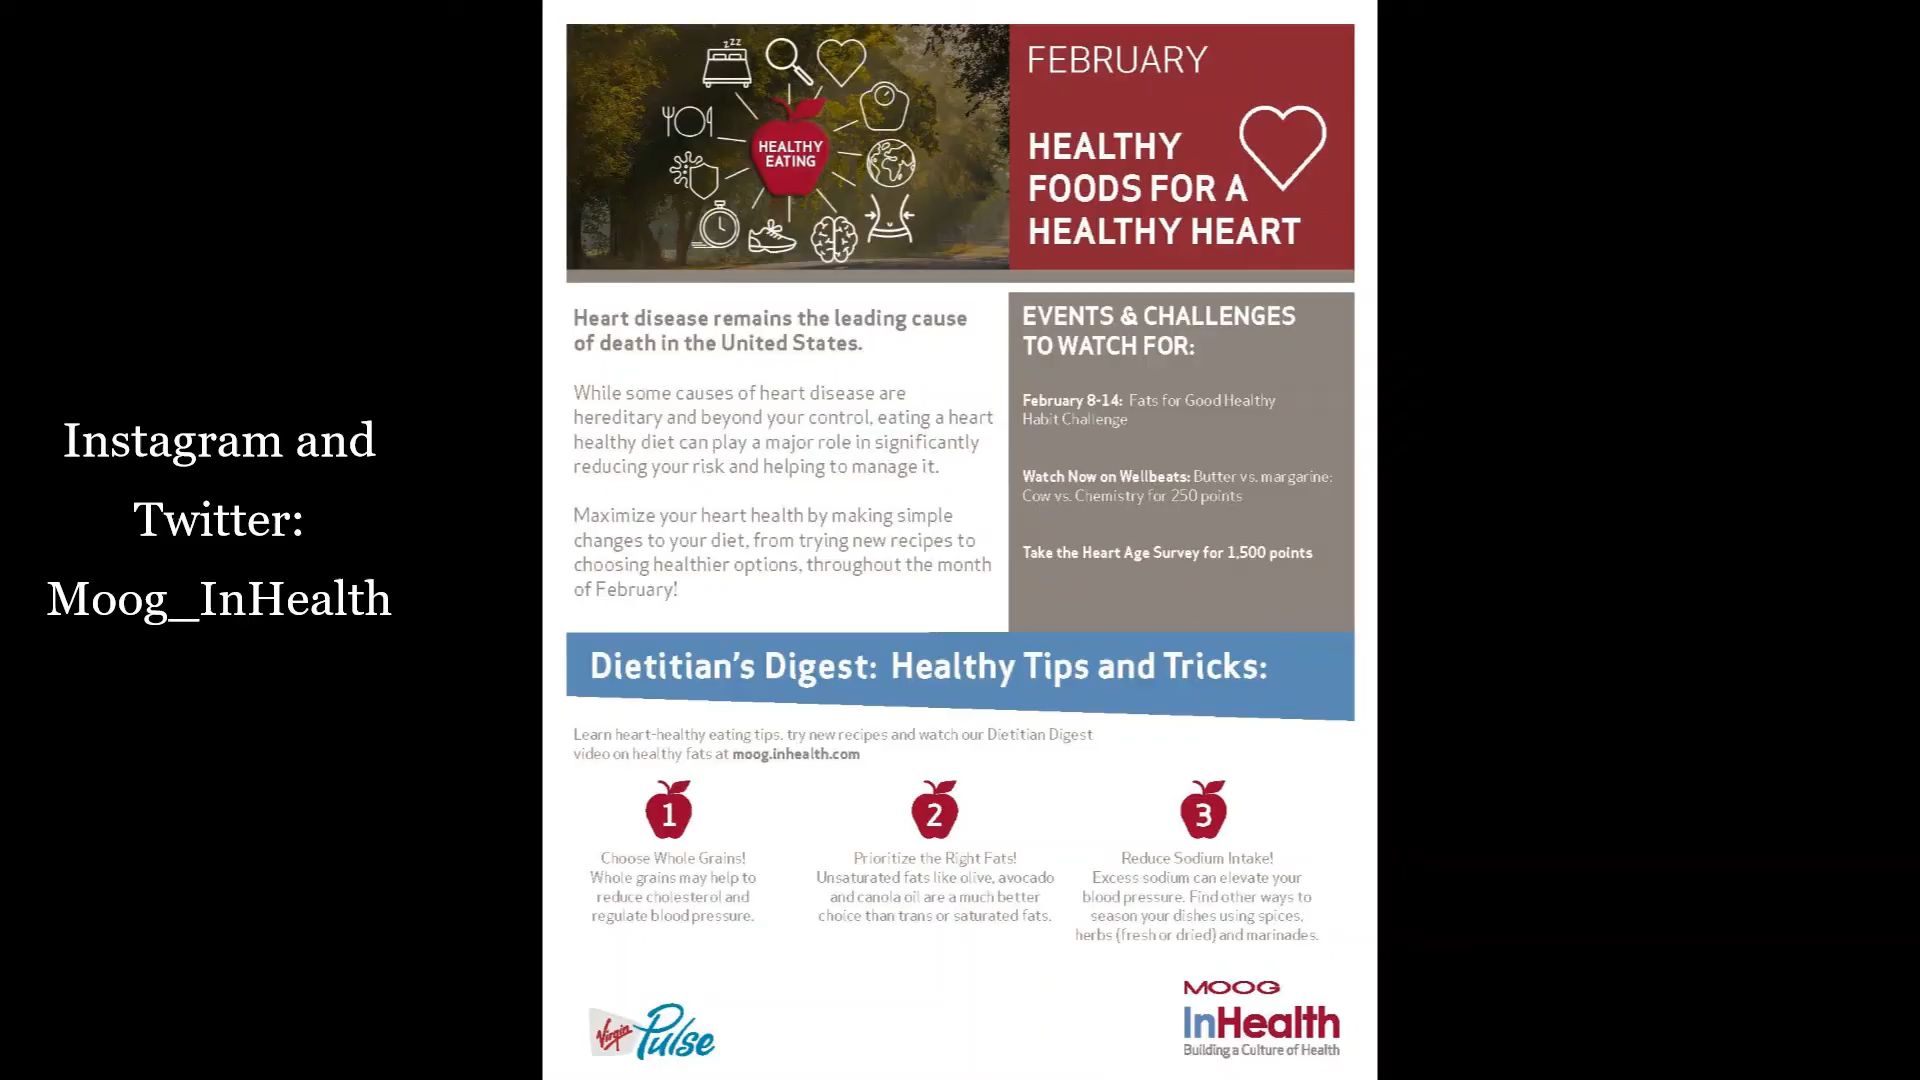 Instagram and
Twitter:
Moog_InHealth
zzz
HEALTHY
EATING
FEBRUARY
HEALTHY
FOODS FOR A
HEALTHY HEART
Heart disease remains the leading cause
of death in the United States.
While some causes of heart disease are
hereditary and beyond your control, eating a heart
healthy diet can play a major role in significantly
reducing your risk and helping to manage it.
Maximize your heart health by making simple
changes to your diet, from trying new recipes to
choosing healthier options, throughout the month
of February!
EVENTS & CHALLENGES
TO WATCH FOR:
February 8-14: Fats for Good Healthy
Habit Challenge
Watch Now on Wellbeats: Butter vs. margarine:
Cow vs. Chemistry for 250 points
Take the Heart Age Survey for 1,500 points
Dietitian's Digest: Healthy Tips and Tricks:
Learn heart-healthy eating tips, try new recipes and watch our Dietitian Digest
video on healthy fats at moog.inhealth.com
1
Choose Whole Grains!
Whole grains may help to
reduce cholesterol and
regulate blood pressure.
2
Prioritize the Right Fats!
Unsaturated fats like olive, avocado
and canola oil are a much better
choice than trans or saturated fats.
3
Reduce Sodium Intake!
Excess sodium can elevate your
blood pressure. Find other ways to
season your dishes using spices,
herbs (fresh or dried) and marinades.
Virgin Pulse
MOOG
InHealth
Building a Culture of Health